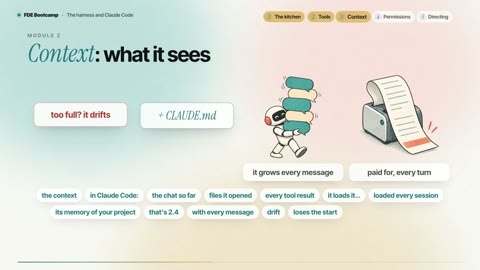 FDE Bootcamp · The harness and Claude Code
The kitchen
Tools
Context
Permissions
Directing
MODULE 2
Context: what it sees
too full? it drifts
+ CLAUDE.md
it grows every message
paid for, every turn
the context
in Claude Code:
the chat so far
files it opened
every tool result
it loads it...
loaded every session
its memory of your project
that's 2.4
with every message
drift
loses the start